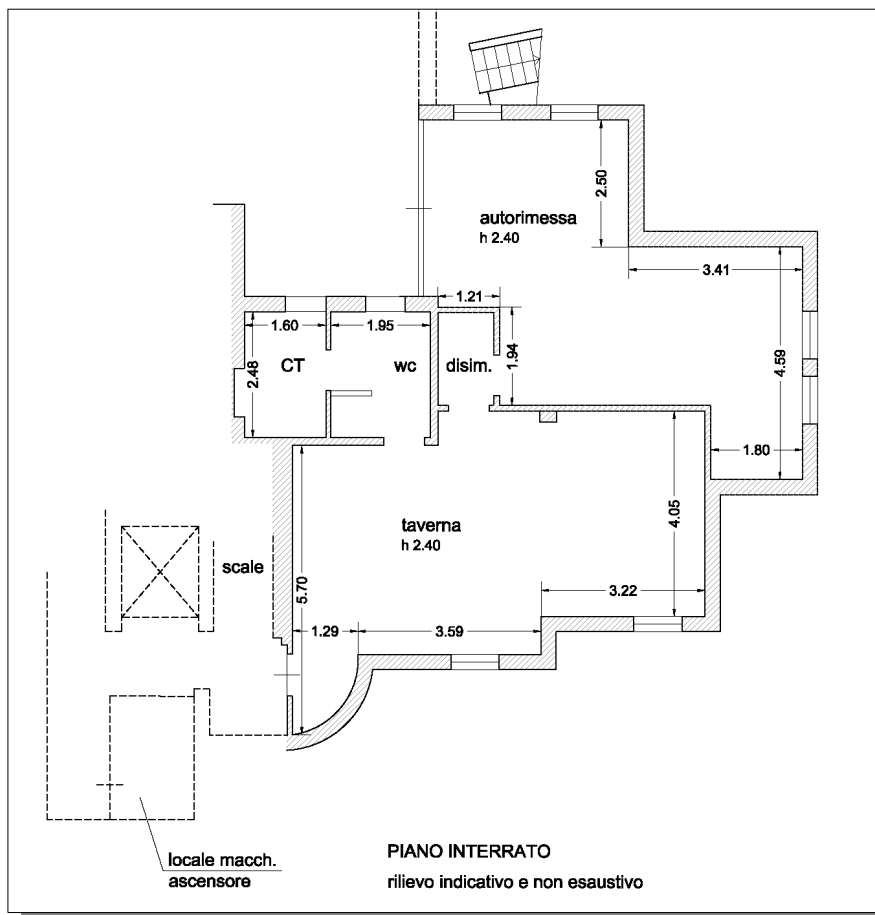 2.50
autorimessa
h 2.40
3.41
1.21
1.60
1.95
1.94
4.59
2.48
CT
wc
disim.
1.80
4.05
taverna
h 2.40
scale
5.70
3.22
1.29
3.59
locale macch.
ascensore
PIANO INTERRATO
rilievo indicativo e non esaustivo